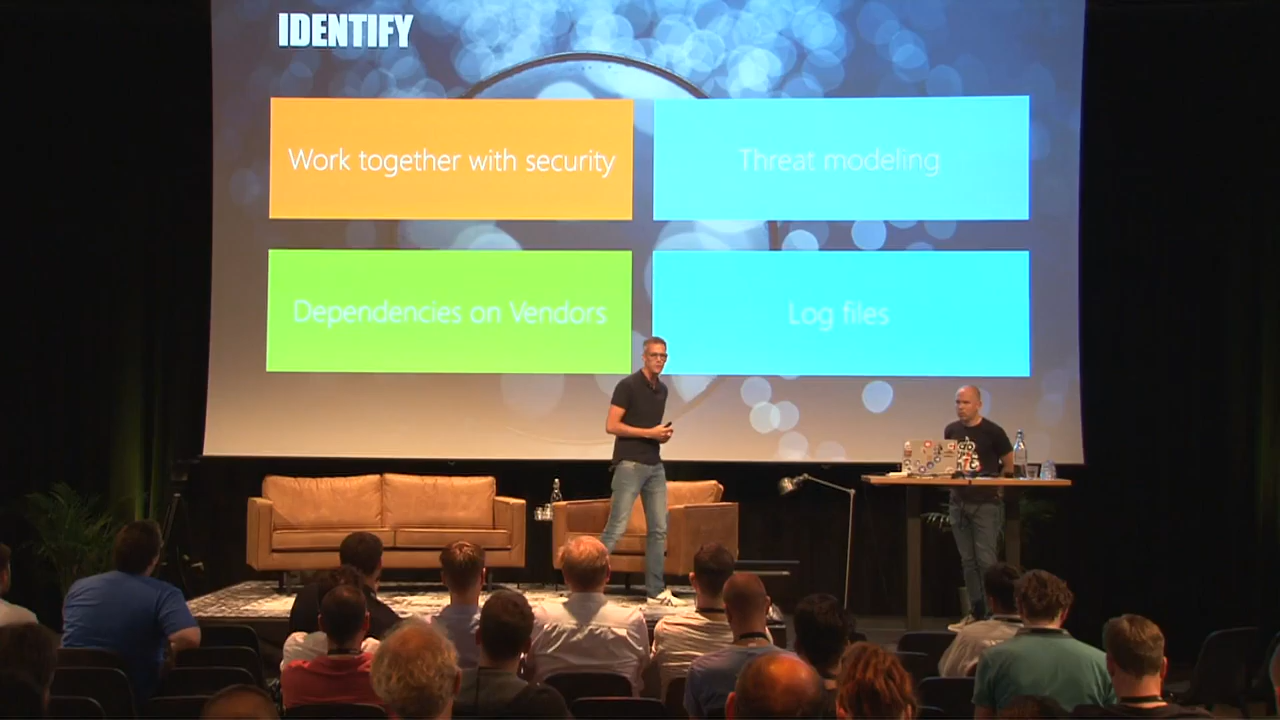 IDENTIFY
Work together with security
Threat modeling
Dependencies on Vendors
Log files